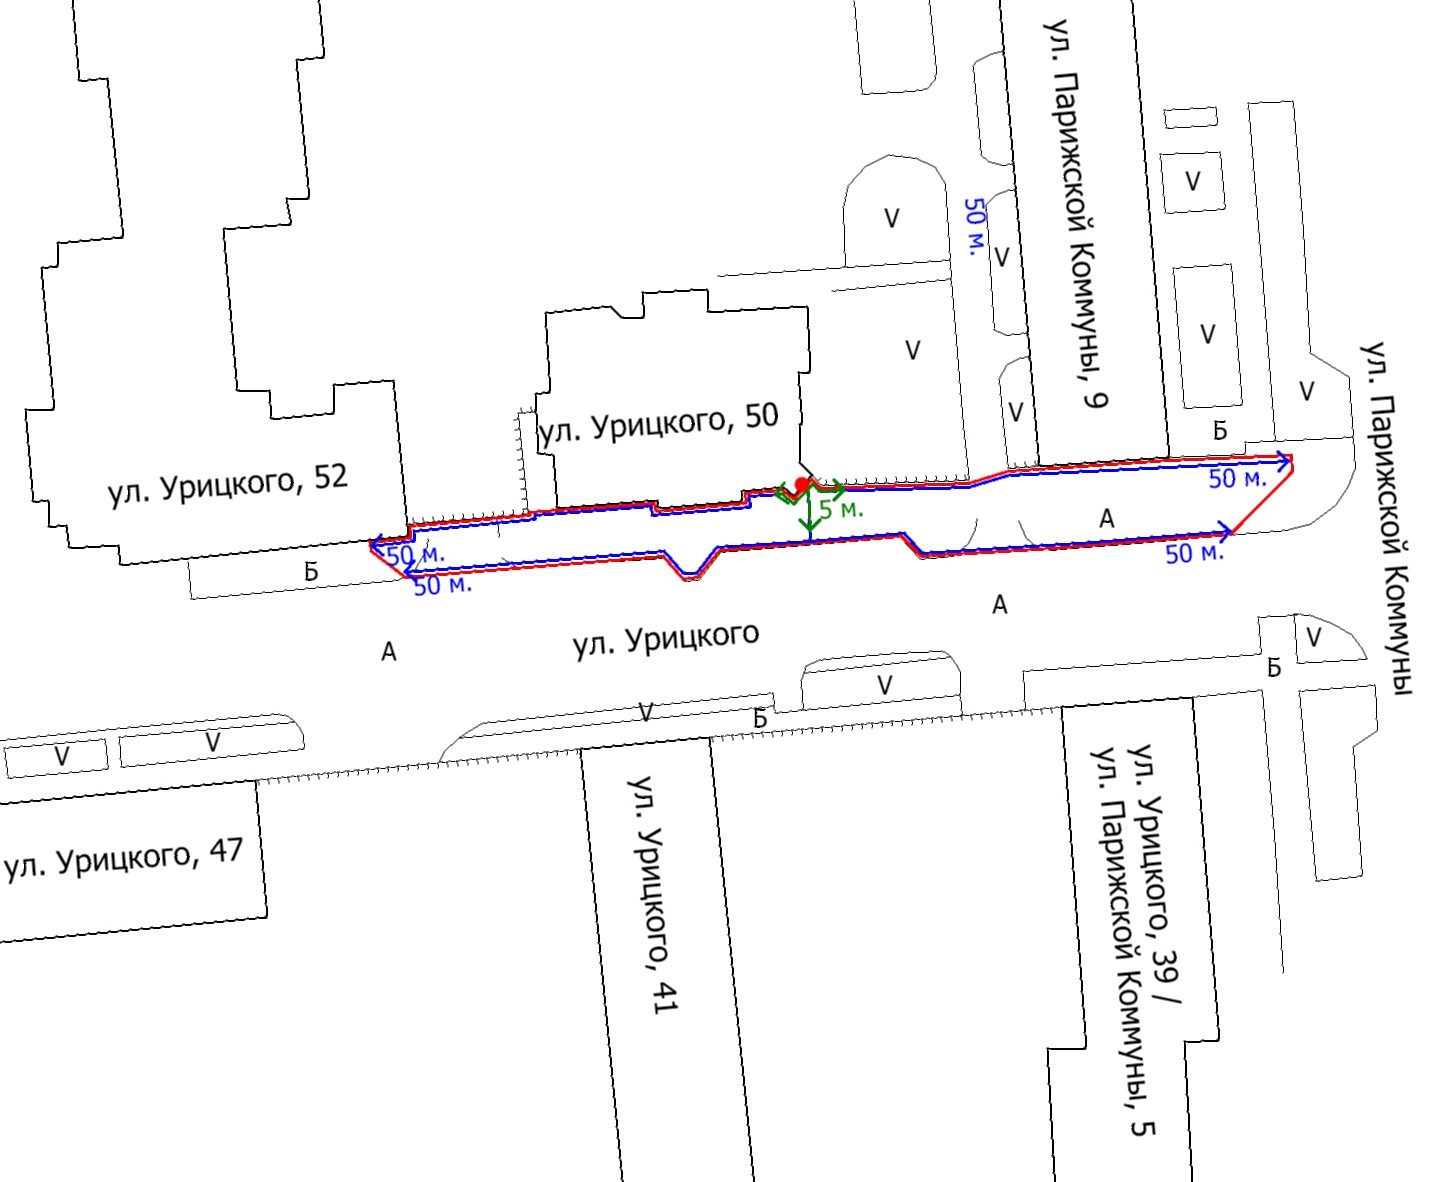 ул. Парижской Коммуны, 9
V
V
50 м.
V
V
V
V
V
ул. Парижской Коммуны
ул. Урицкого, 50
Б
ул. Урицкого, 52
50 м.
5 м.
А
50 м.
50 м.
Б
50 м.
А
ул. Урицкого
А
V
Б
V
V
Б
V
V
ул. Урицкого, 47
ул. Урицкого, 41
ул. Урицкого, 39 /
ул. Парижской Коммуны, 5